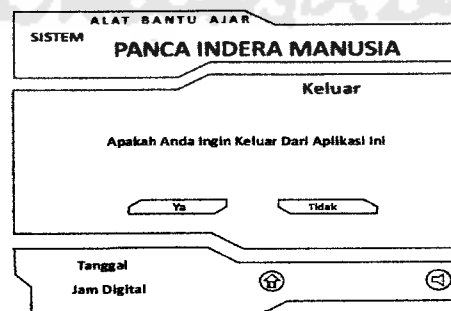 ALAT BANTU AJAR
SISTEM
PANCA INDERA MANUSIA
Keluar
Apakah Anda Ingin Keluar Dari Aplikasi Ini
Ya Tidak
Tanggal
Jam Digital